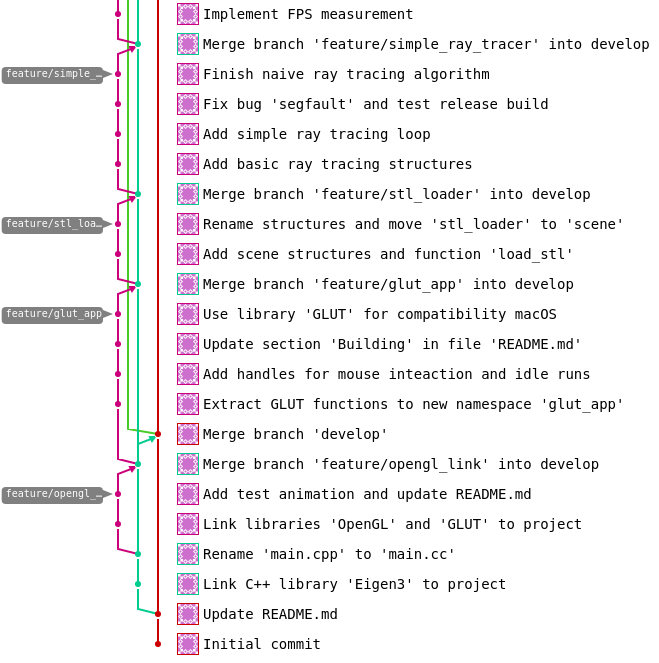 Implement FPS measurement
Merge branch 'feature/simple_ray_tracer' into develop
feature/simple_… Finish naive ray tracing algorithm
Fix bug 'segfault' and test release build
Add simple ray tracing loop
Add basic ray tracing structures
Merge branch 'feature/stl_loader' into develop
feature/stl_loa… Rename structures and move 'stl_loader' to 'scene'
Add scene structures and function 'load_stl'
Merge branch 'feature/glut_app' into develop
feature/glut_app Use library 'GLUT' for compatibility macOS
Update section 'Building' in file 'README.md'
Add handles for mouse inteaction and idle runs
Extract GLUT functions to new namespace 'glut_app'
Merge branch 'develop'
Merge branch 'feature/opengl_link' into develop
feature/opengl_… Add test animation and update README.md
Link libraries 'OpenGL' and 'GLUT' to project
Rename 'main.cpp' to 'main.cc'
Link C++ library 'Eigen3' to project
Update README.md
Initial commit